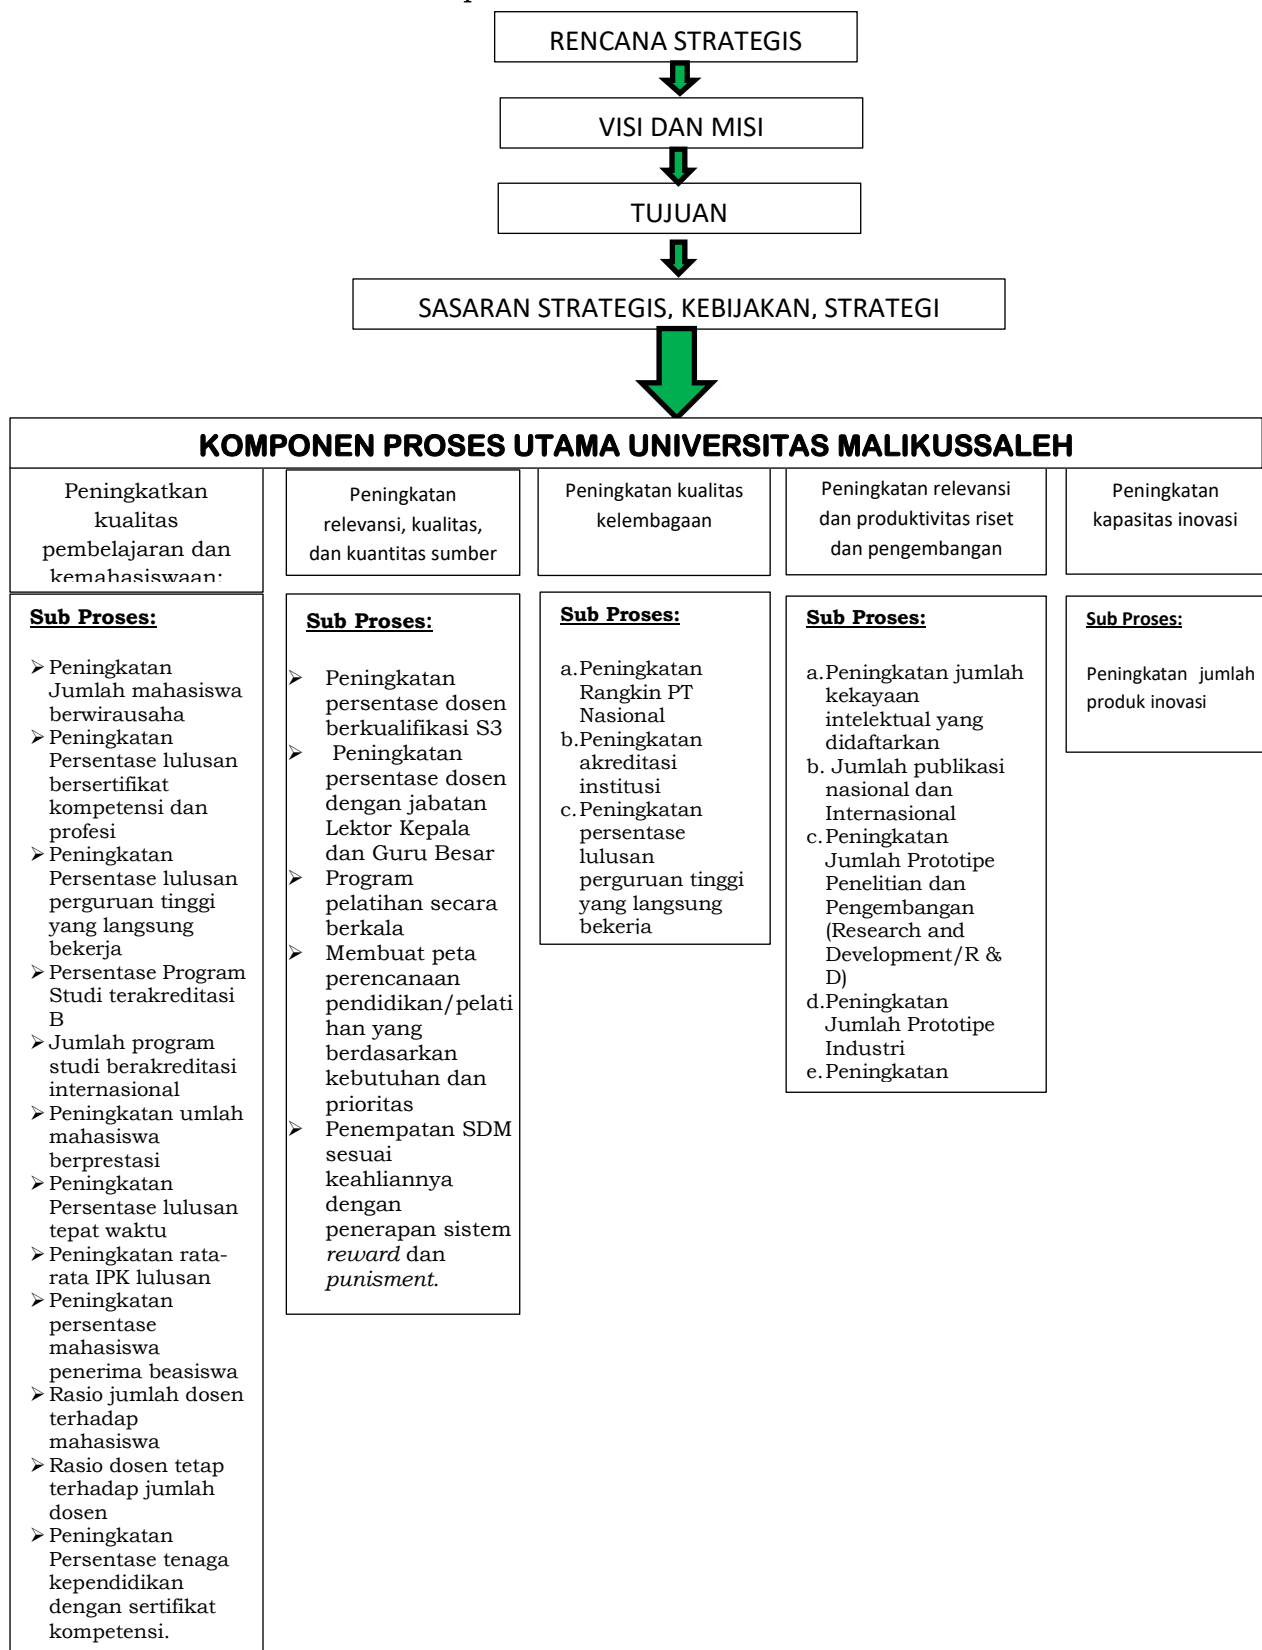 RENCANA STRATEGIS
VISI DAN MISI
TUJUAN
SASARAN STRATEGIS, KEBIJAKAN, STRATEGI
KOMPONEN PROSES UTAMA UNIVERSITAS MALIKUSSALEH
Peningkatkan
kualitas
pembelajaran dan
kemahasiswaan:
Sub Proses:
➢ Peningkatan
Jumlah mahasiswa
berwirausaha
➢ Peningkatan
Persentase lulusan
bersertifikat
kompetensi dan
profesi
➢ Peningkatan
Persentase lulusan
perguruan tinggi
yang langsung
bekerja
➢ Persentase Program
Studi terakreditasi
B
➢ Jumlah program
studi berakreditasi
internasional
➢ Peningkatan umlah
mahasiswa
berprestasi
➢ Peningkatan
Persentase lulusan
tepat waktu
➢ Peningkatan rata-
rata IPK lulusan
➢ Peningkatan
persentase
mahasiswa
penerima beasiswa
➢ Rasio jumlah dosen
terhadap
mahasiswa
➢ Rasio dosen tetap
terhadap jumlah
dosen
➢ Peningkatan
Persentase tenaga
kependidikan
dengan sertifikat
kompetensi.
Peningkatan
relevansi, kualitas,
dan kuantitas sumber
Sub Proses:
➢ Peningkatan
persentase dosen
berkualifikasi S3
➢ Peningkatan
persentase dosen
dengan jabatan
Lektor Kepala
dan Guru Besar
➢ Program
pelatihan secara
berkala
➢ Membuat peta
perencanaan
pendidikan/pelati
han yang
berdasarkan
kebutuhan dan
prioritas
➢ Penempatan SDM
sesuai
keahliannya
dengan
penerapan sistem
reward dan
punisment.
Peningkatan kualitas
kelembagaan
Sub Proses:
a. Peningkatan
Rangkin PT
Nasional
b. Peningkatan
akreditasi
institusi
c. Peningkatan
persentase
lulusan
perguruan tinggi
yang langsung
bekerja
Peningkatan relevansi
dan produktivitas riset
dan pengembangan
Sub Proses:
a. Peningkatan jumlah
kekayaan
intelektual yang
didaftarkan
b. Jumlah publikasi
nasional dan
Internasional
c. Peningkatan
Jumlah Prototipe
Penelitian dan
Pengembangan
(Research and
Development/R &
D)
d. Peningkatan
Jumlah Prototipe
Industri
e. Peningkatan
Peningkatan
kapasitas inovasi
Sub Proses:
Peningkatan jumlah
produk inovasi